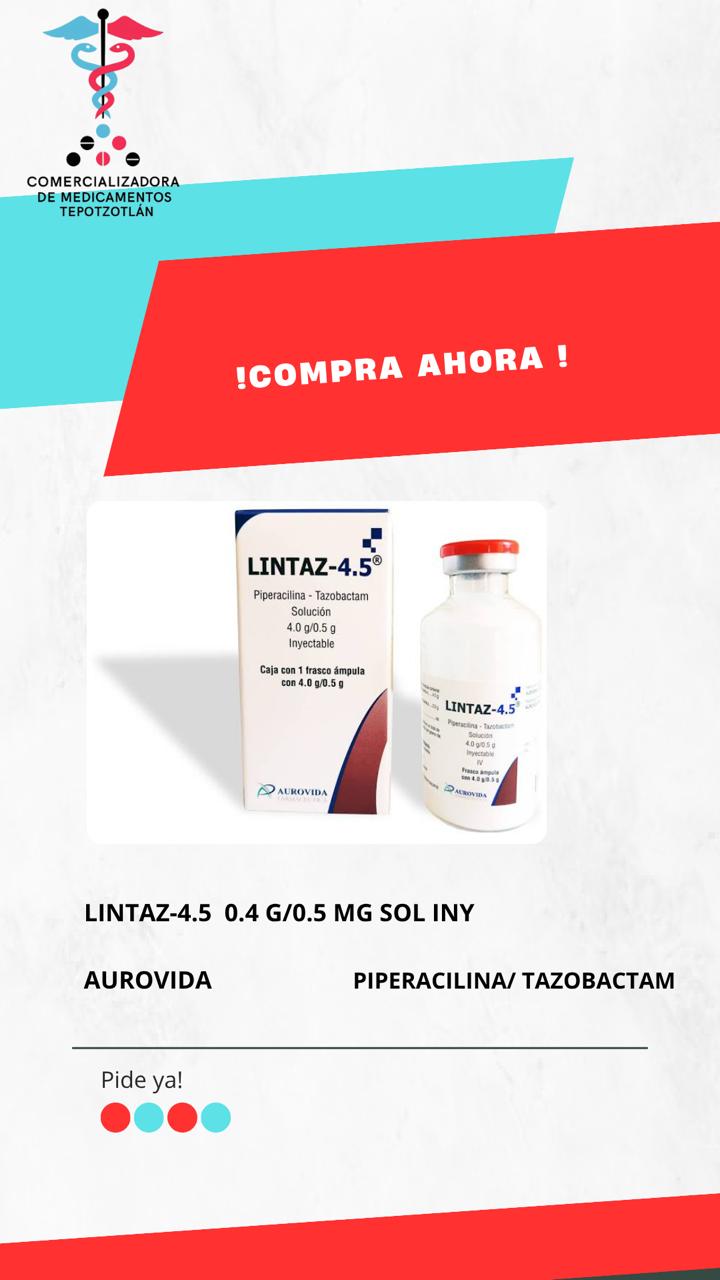 COMERCIALIZADORA
DE MEDICAMENTOS
TEPOTZOTLÁN
!COMPRA AHORA !
LINTAZ-4.5®
Piperacilina - Tazobactam
Solución
4.0 g/0.5 g
Inyectable
Caja con 1 frasco ámpula
con 4.0 g/0.5 g
AUROVIDA
FARMACÉUTICA
LINTAZ-4.5®
Piperacilina - Tazobactam
Solución
4.0 g/0.5 g
Inyectable
IV
Frasco ámpula
con 4.0 g/0.5 g
AUROVIDA
LINTAZ-4.5 0.4 G/0.5 MG SOL INY
AUROVIDA PIPERACILINA/ TAZOBACTAM
Pide ya!